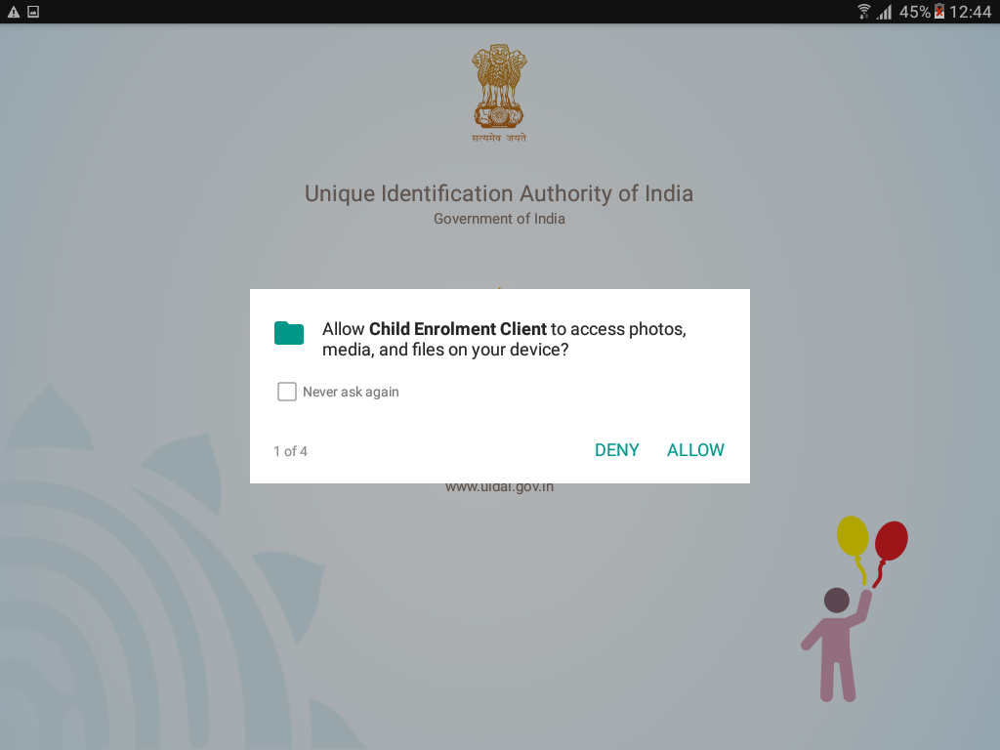 45% 12:44
सत्यमेव जयते
Unique Identification Authority of India
Government of India
Allow Child Enrolment Client to access photos,
media, and files on your device?
Never ask again
1 of 4
DENY ALLOW
www.uidai.gov.in